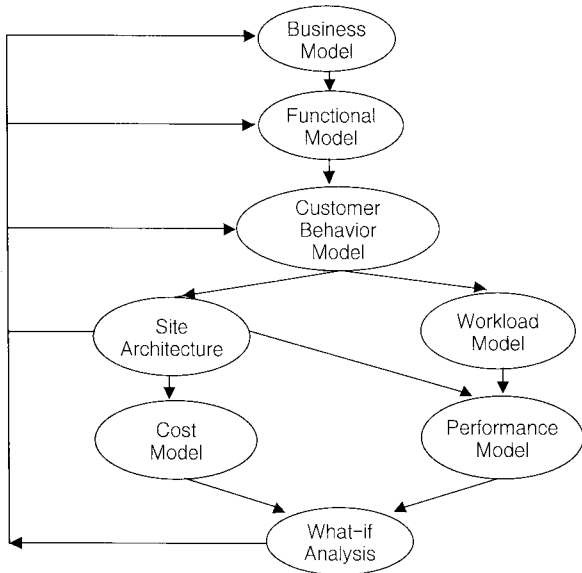 Business
Model
Functional
Model
Customer
Behavior
Model
Site
Architecture
Workload
Model
Cost
Model
Performance
Model
What-if
Analysis